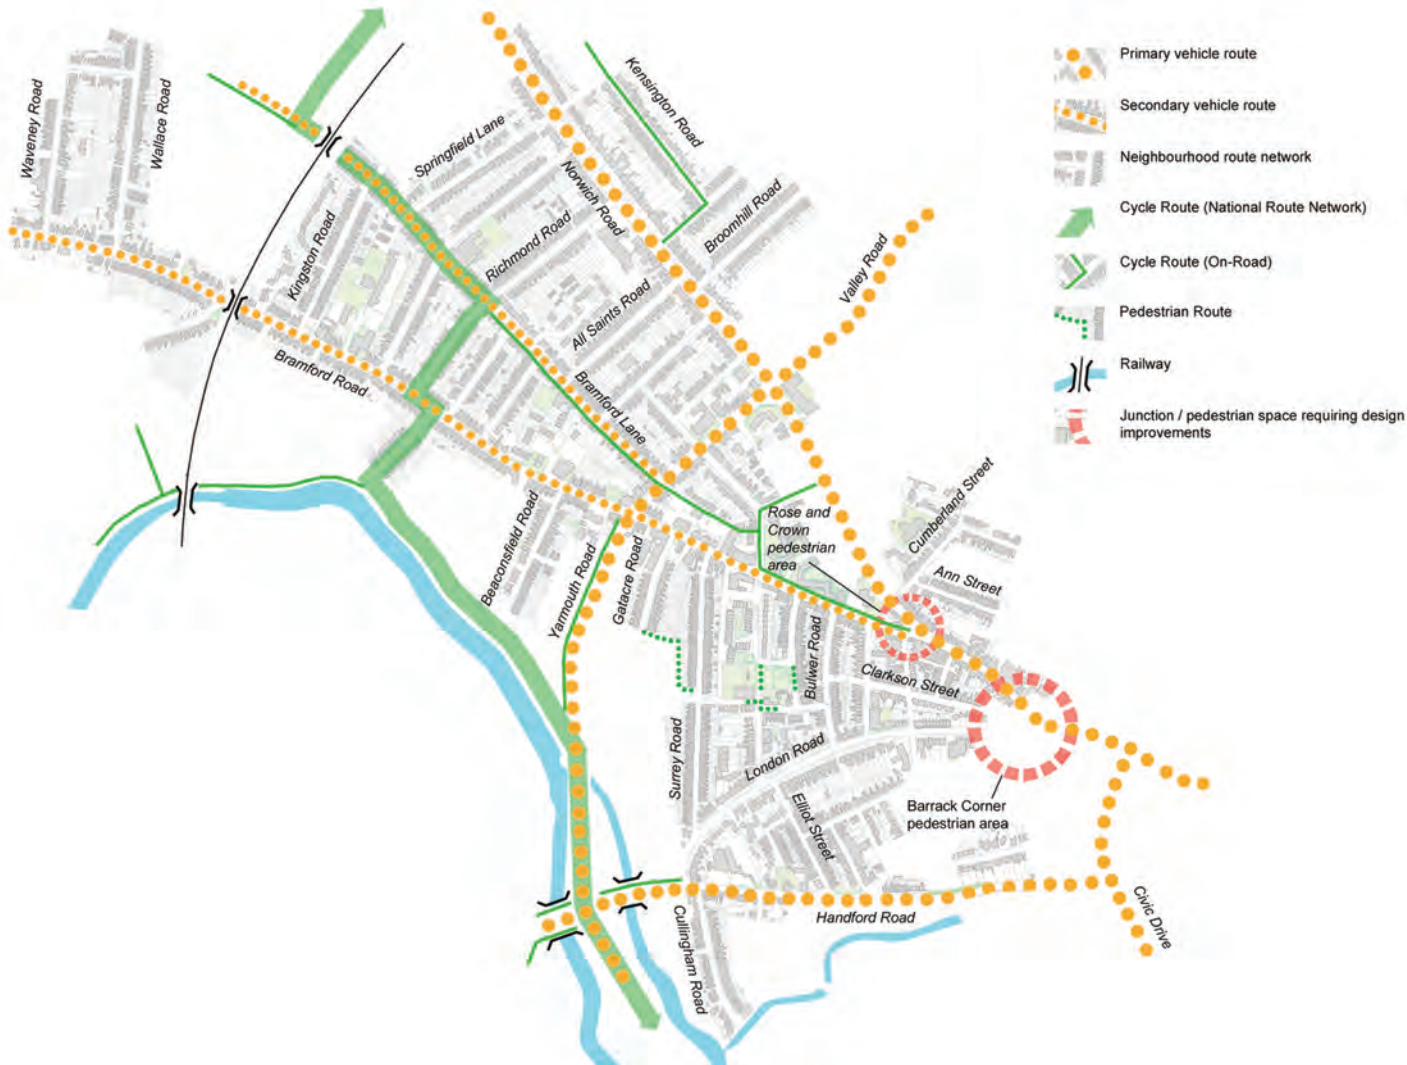 Waveney Road
Wallace Road
Springfield Lane
Kensington Road
Norwich Road
Broomhill Road
Kingston Road
Richmond Road
All Saints Road
Valley Road
Bramford Road
Bramford Lane
Beaconsfield Road
Yarmouth Road
Gatacre Road
Rose and
Crown
pedestrian
area
Cumberland Street
Ann Street
Bulwer Road
Clarkson Street
Surrey Road
London Road
Elliot Street
Barrack Corner
pedestrian area
Cullingham Road
Handford Road
Civic Drive
Primary vehicle route
Secondary vehicle route
Neighbourhood route network
Cycle Route (National Route Network)
Cycle Route (On-Road)
Pedestrian Route
Railway
Junction / pedestrian space requiring design
improvements